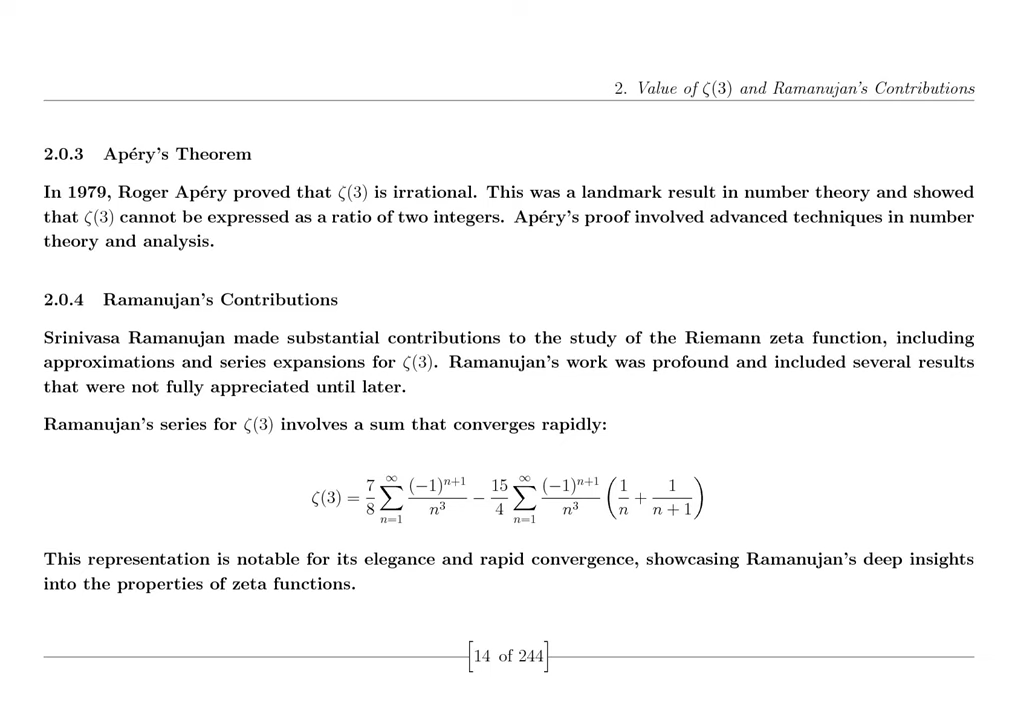 2. Value of ζ(3) and Ramanujan's Contributions
2.0.3 Apéry's Theorem
In 1979, Roger Apéry proved that ζ(3) is irrational. This was a landmark result in number theory and showed
that ζ(3) cannot be expressed as a ratio of two integers. Apéry's proof involved advanced techniques in number
theory and analysis.
2.0.4 Ramanujan's Contributions
Srinivasa Ramanujan made substantial contributions to the study of the Riemann zeta function, including
approximations and series expansions for ζ(3). Ramanujan's work was profound and included several results
that were not fully appreciated until later.
Ramanujan's series for ζ(3) involves a sum that converges rapidly:
ζ(3) = 7/8 ∑_{n=1}^{∞} (−1)^{n+1}/n^3 − 15/4 ∑_{n=1}^{∞} (−1)^{n+1}/n^3 (1/n + 1/(n+1))
This representation is notable for its elegance and rapid convergence, showcasing Ramanujan's deep insights
into the properties of zeta functions.
[14 of 244]